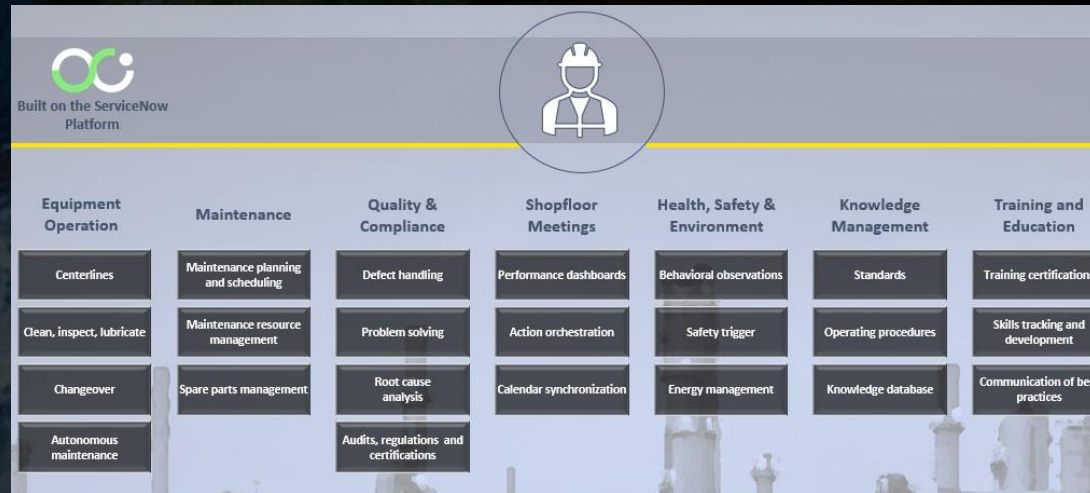 Built on the ServiceNow
Platform
Equipment
Operation
Maintenance
Quality &
Compliance
Shopfloor
Meetings
Health, Safety &
Environment
Knowledge
Management
Training and
Education
Centerlines
Maintenance planning
and scheduling
Defect handling
Performance dashboards
Behavioral observations
Standards
Training certifications
Clean, inspect, lubricate
Maintenance resource
management
Problem solving
Action orchestration
Safety trigger
Operating procedures
Skills tracking and
development
Changeover
Spare parts management
Root cause
analysis
Calendar synchronization
Energy management
Knowledge database
Communication of be
practices
Autonomous
maintenance
Audits, regulations and
certifications